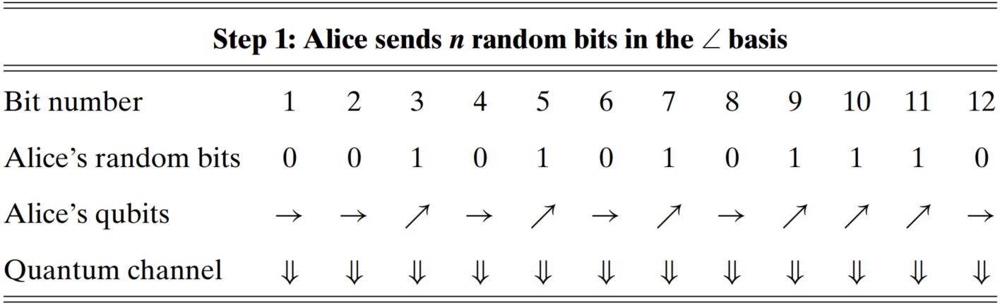 Step 1: Alice sends n random bits in the ∠ basis
Bit number 1 2 3 4 5 6 7 8 9 10 11 12
Alice’s random bits 0 0 1 0 1 0 1 0 1 1 1 0
Alice’s qubits → → ↗ → ↗ → ↗ → ↗ ↗ ↗ →
Quantum channel ⇓ ⇓ ⇓ ⇓ ⇓ ⇓ ⇓ ⇓ ⇓ ⇓ ⇓ ⇓